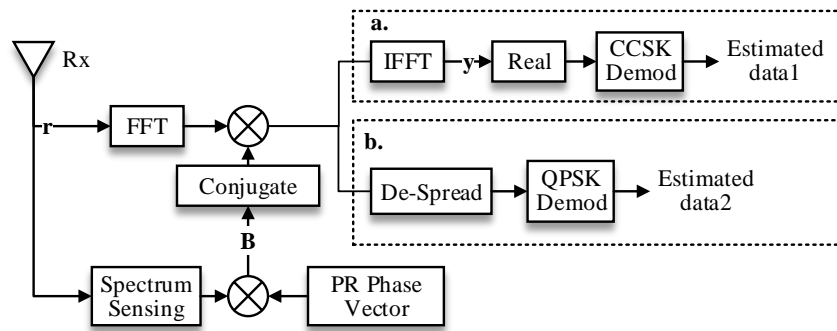 a.
Rx
IFFT
y
Real
CCSK
Demod
Estimated
data1
r
FFT
b.
Conjugate
De-Spread
QPSK
Demod
Estimated
data2
B
Spectrum
Sensing
PR Phase
Vector